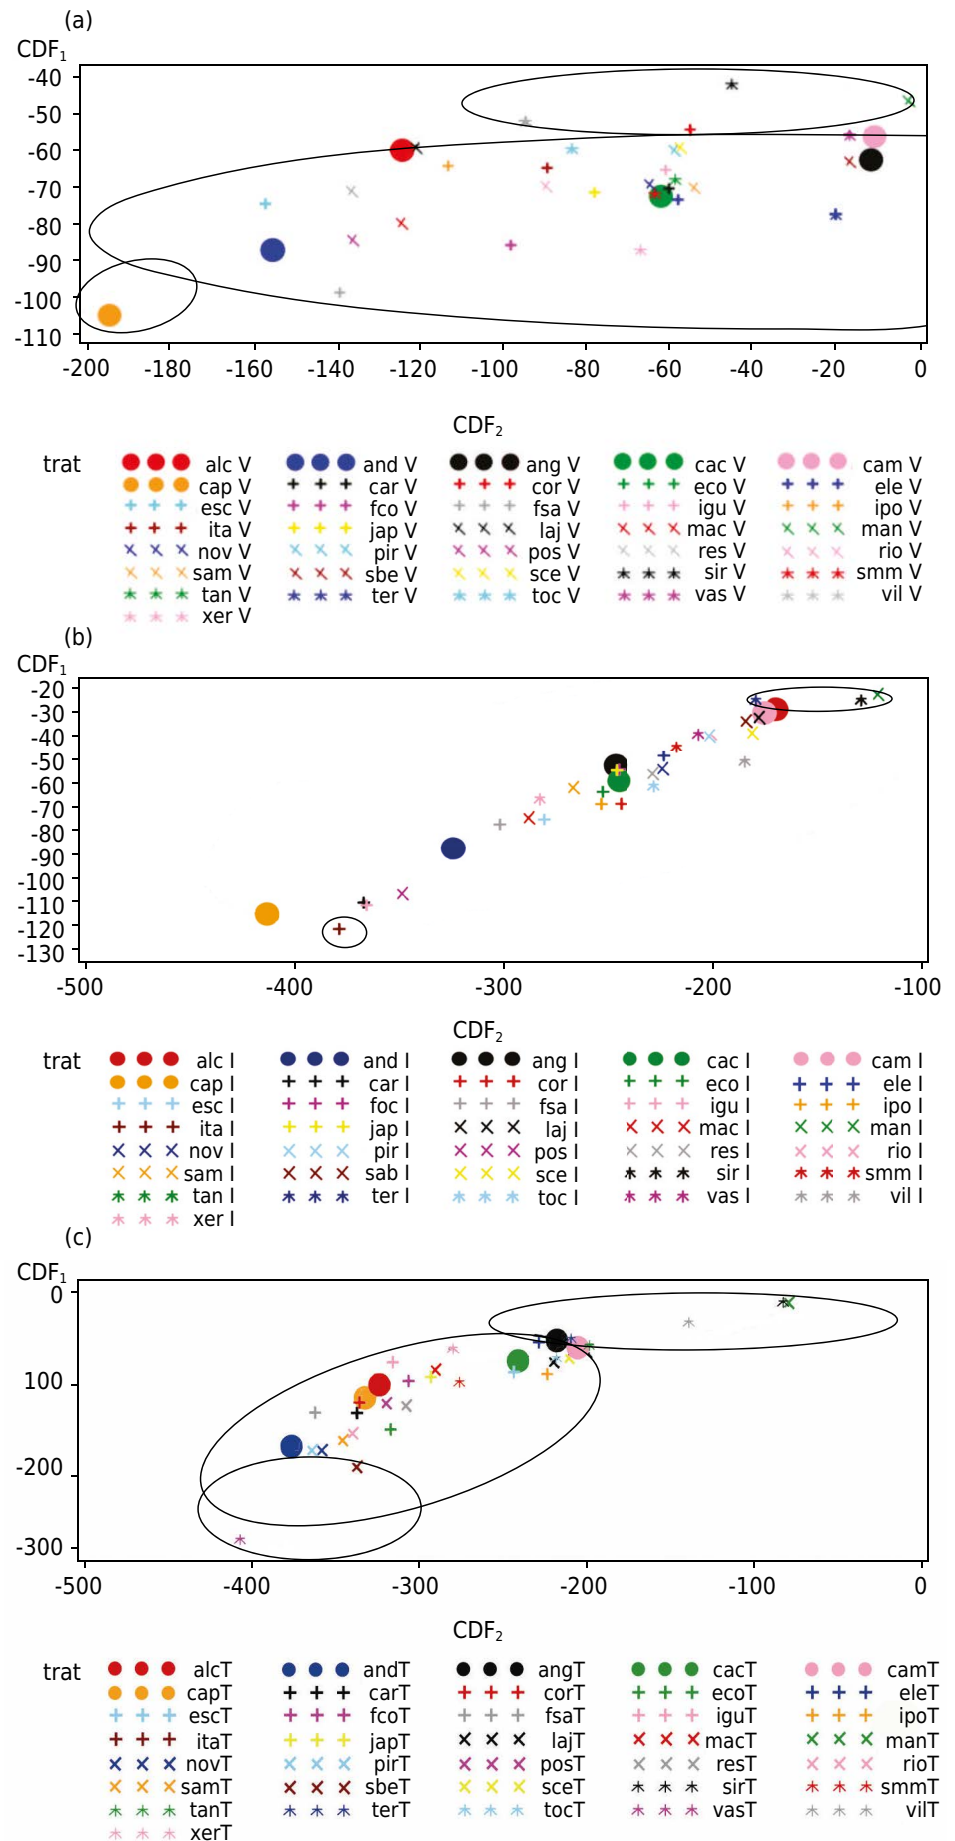 (a)
CDF1
-40
-50
-60
-70
-80
-90
-100
-110
-200 -180 -160 -140 -120 -100 -80 -60 -40 -20 0
CDF2
trat alc V and V ang V cac V cam V
cap V car V cor V eco V ele V
esc V fco V fsa V igu V ipo V
ita V jap V laj V mac V man V
nov V pir V pos V res V rio V
sam V sbe V sce V sir V smm V
tan V ter V toc V vas V vil V
xer V
(b)
CDF1
-20
-30
-40
-50
-60
-70
-80
-90
-100
-110
-120
-130
-500 -400 -300 -200 -100
CDF2
trat alc I and I ang I cac I cam I
cap I car I cor I eco I ele I
esc I foc I fsa I igu I ipo I
ita I jap I laj I mac I man I
nov I pir I pos I res I rio I
sam I sab I sce I sir I smm I
tan I ter I toc I vas I vil I
xer I
(c)
CDF1
0
100
-200
-300
-500 -400 -300 -200 -100 0
CDF2
trat alcT andT angT cacT camT
capT carT corT ecoT eleT
escT fcoT fsaT iguT ipoT
itaT japT lajT macT manT
novT pirT posT resT rioT
samT sbeT sceT sirT smmT
tanT terT tocT vasT vilT
xerT